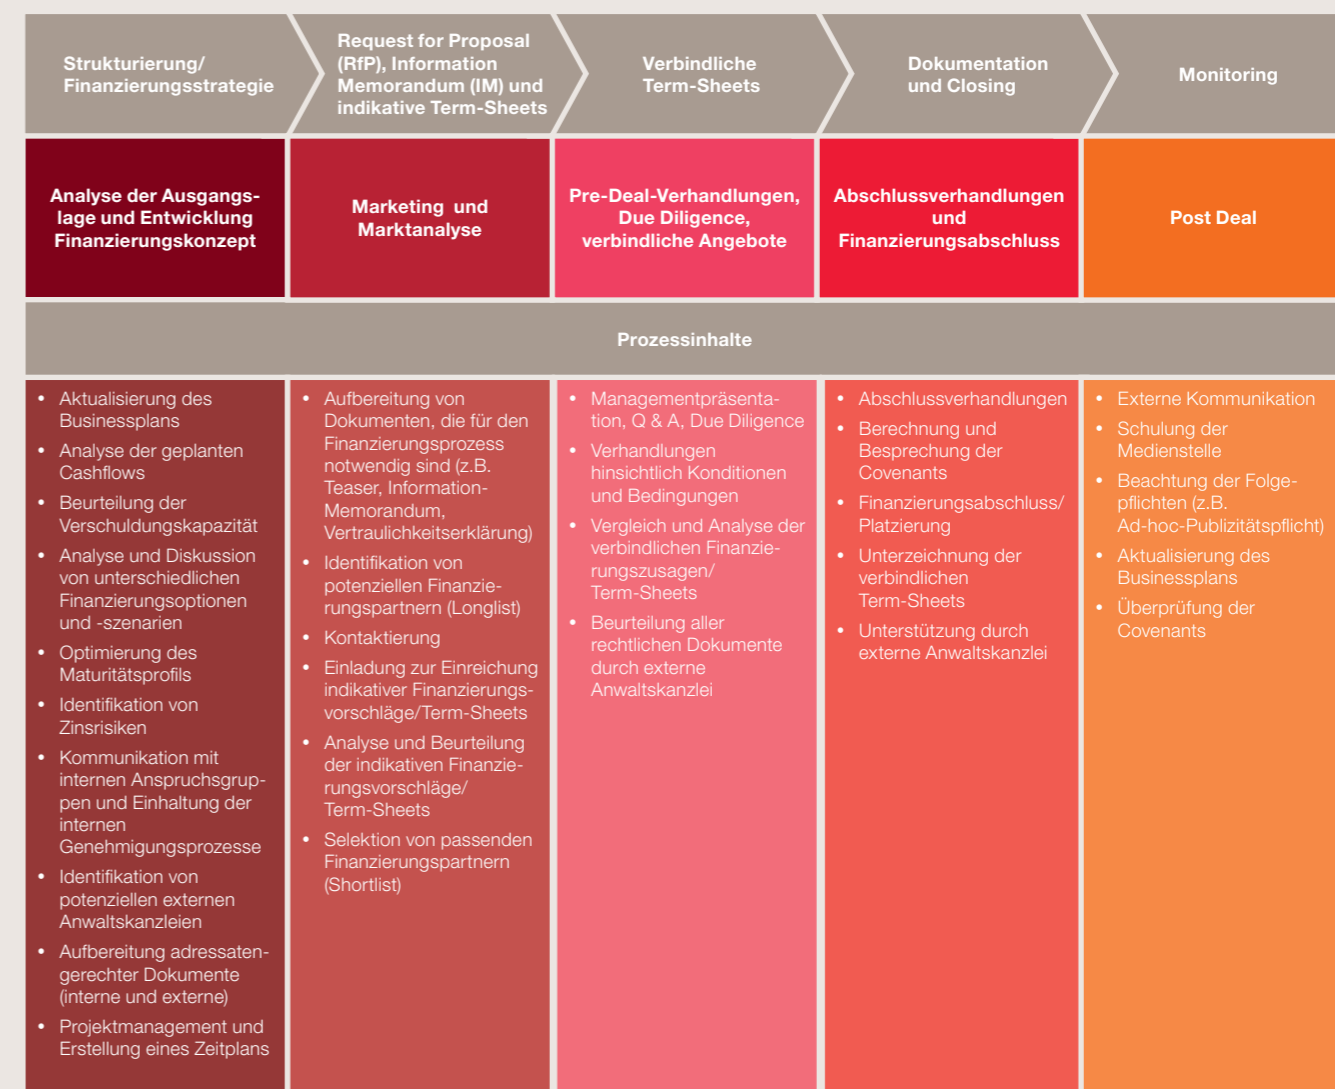 Strukturierung/
Finanzierungsstrategie
Request for Proposal
(RfP), Information
Memorandum (IM) und
indikative Term-Sheets
Verbindliche
Term-Sheets
Dokumentation
und Closing
Monitoring
Analyse der Ausgangs-
lage und Entwicklung
Finanzierungskonzept
Marketing und
Marktanalyse
Pre-Deal-Verhandlungen,
Due Diligence,
verbindliche Angebote
Abschlussverhandlungen
und
Finanzierungsabschluss
Post Deal
Prozessinhalte
• Aktualisierung des
Businessplans
• Analyse der geplanten
Cashflows
• Beurteilung der
Verschuldungskapazität
• Analyse und Diskussion
von unterschiedlichen
Finanzierungsoptionen
und -szenarien
• Optimierung des
Maturitätsprofils
• Identifikation von
Zinsrisiken
• Kommunikation mit
internen Anspruchsgrup-
pen und Einhaltung der
internen
Genehmigungsprozesse
• Identifikation von
potenziellen externen
Anwaltskanzleien
• Aufbereitung adressaten-
gerechter Dokumente
(interne und externe)
• Projektmanagement und
Erstellung eines Zeitplans
• Aufbereitung von
Dokumenten, die für den
Finanzierungsprozess
notwendig sind (z.B.
Teaser, Information-
Memorandum,
Vertraulichkeitserklärung)
• Identifikation von
potenziellen Finanzie-
rungspartnern (Longlist)
• Kontaktierung
• Einladung zur Einreichung
indikativer Finanzierungs-
vorschläge/Term-Sheets
• Analyse und Beurteilung
der indikativen Finanzie-
rungsvorschläge/
Term-Sheets
• Selektion von passenden
Finanzierungspartnern
(Shortlist)
• Managementpräsenta-
tion, Q & A, Due Diligence
• Verhandlungen
hinsichtlich Konditionen
und Bedingungen
• Vergleich und Analyse der
verbindlichen Finanzie-
rungszusagen/
Term-Sheets
• Beurteilung aller
rechtlichen Dokumente
durch externe
Anwaltskanzlei
• Abschlussverhandlungen
• Berechnung und
Besprechung der
Covenants
• Finanzierungsabschluss/
Platzierung
• Unterzeichnung der
verbindlichen
Term-Sheets
• Unterstützung durch
externe Anwaltskanzlei
• Externe Kommunikation
• Schulung der
Medienstelle
• Beachtung der Folge-
pflichten (z.B.
Ad-hoc-Publizitätspflicht)
• Aktualisierung des
Businessplans
• Überprüfung der
Covenants